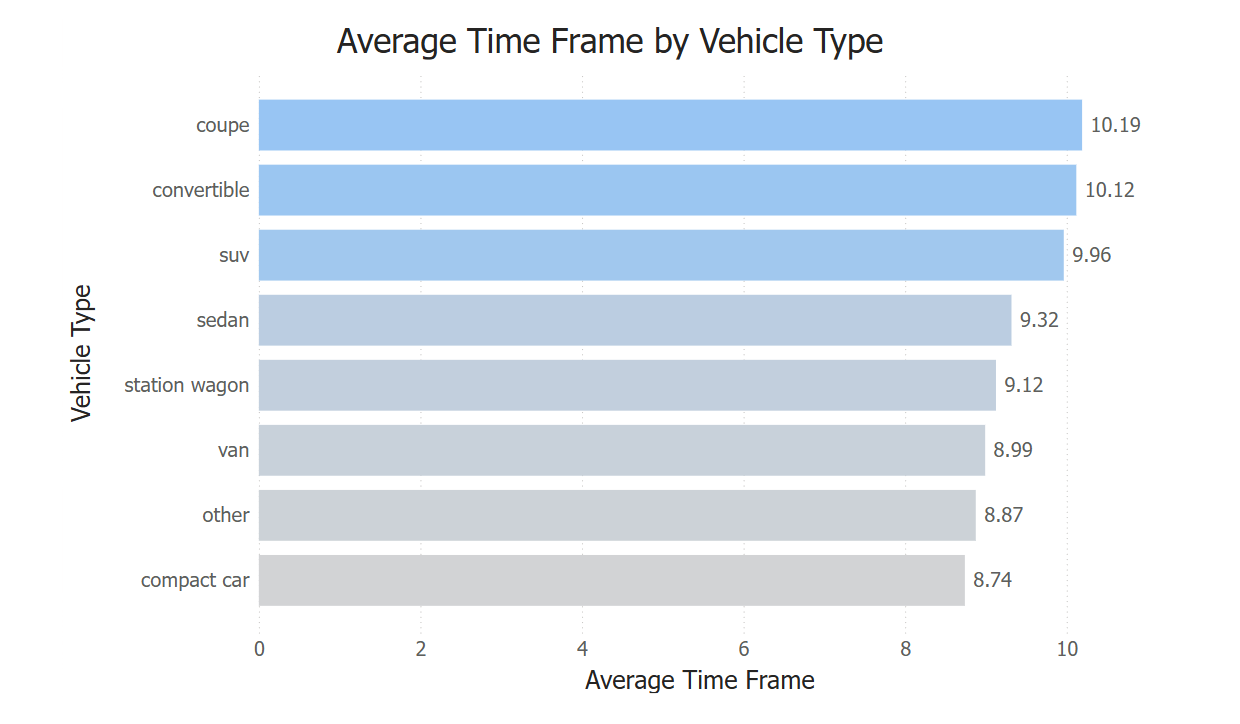 Average Time Frame by Vehicle Type
Vehicle Type
coupe 10.19
convertible 10.12
suv 9.96
sedan 9.32
station wagon 9.12
van 8.99
other 8.87
compact car 8.74
0 2 4 6 8 10
Average Time Frame